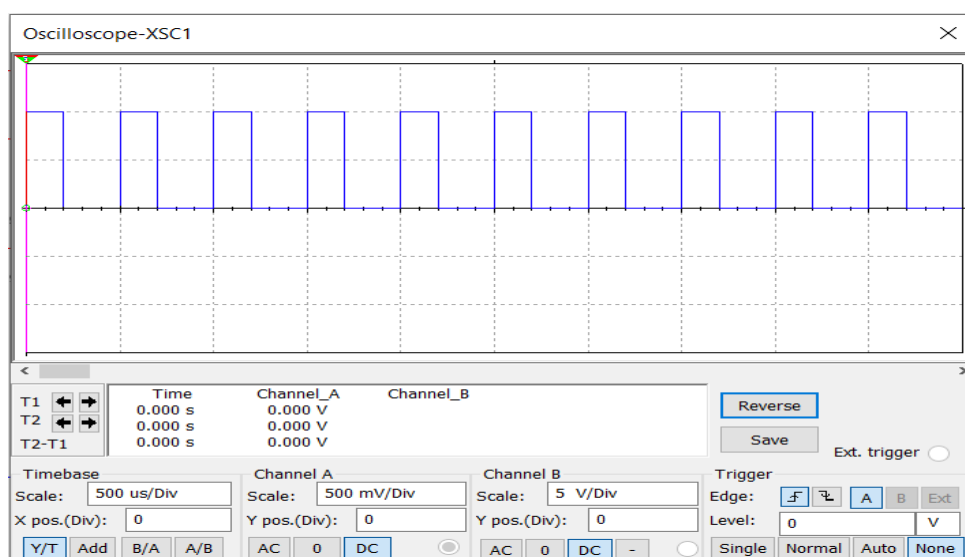 Oscilloscope-XSC1
Time Channel_A Channel_B
T1 0.000 s 0.000 V
T2 0.000 s 0.000 V
T2-T1 0.000 s 0.000 V
Reverse
Save
Ext. trigger
Timebase Channel A Channel B Trigger
Scale: 500 us/Div Scale: 500 mV/Div Scale: 5 V/Div Edge: A B Ext
X pos.(Div): 0 Y pos.(Div): 0 Y pos.(Div): 0 Level: 0 V
Y/T Add B/A A/B AC 0 DC AC 0 DC - Single Normal Auto None